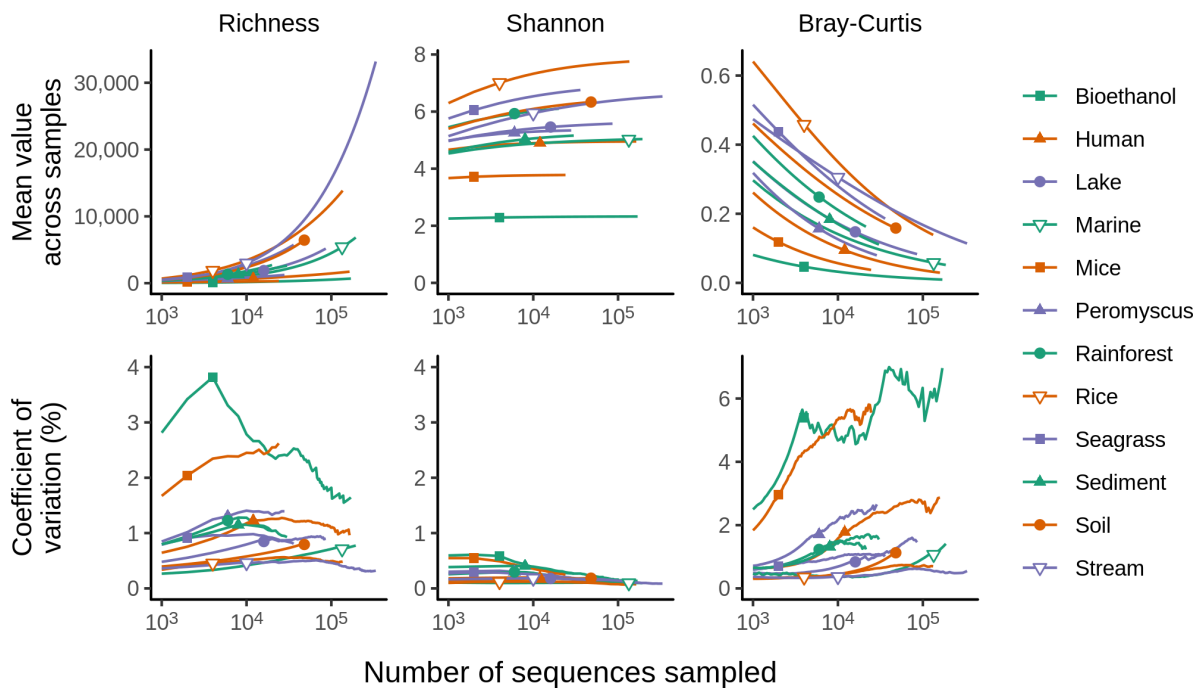 Richness
Shannon
Bray-Curtis
Mean value
across samples
30,000
20,000
10,000
0
10³
10⁴
10⁵
8
6
4
2
0
10³
10⁴
10⁵
0.6
0.4
0.2
0.0
10³
10⁴
10⁵
Coefficient of
variation (%)
4
3
2
1
0
10³
10⁴
10⁵
4
3
2
1
0
10³
10⁴
10⁵
6
4
2
0
10³
10⁴
10⁵
Number of sequences sampled
Bioethanol
Human
Lake
Marine
Mice
Peromyscus
Rainforest
Rice
Seagrass
Sediment
Soil
Stream